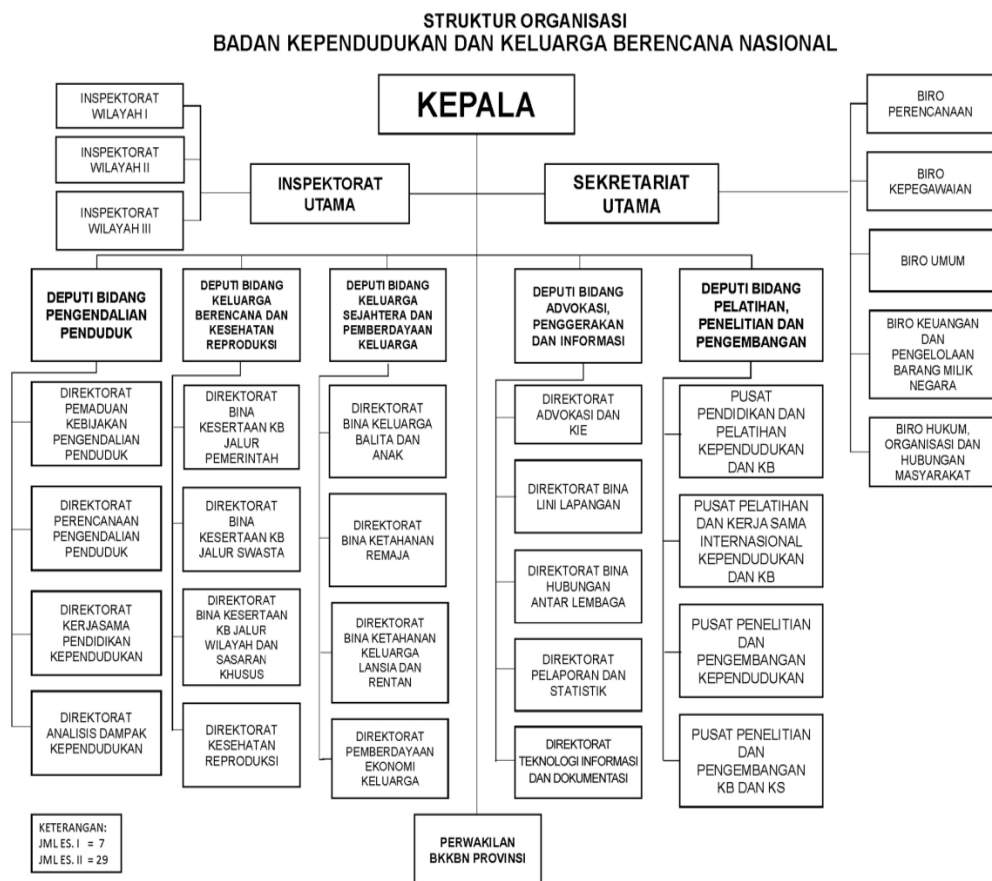 STRUKTUR ORGANISASI
BADAN KEPENDUDUKAN DAN KELUARGA BERENCANA NASIONAL
KEPALA
INSPEKTORAT
WILAYAH I
INSPEKTORAT
WILAYAH II
INSPEKTORAT
WILAYAH III
INSPEKTORAT
UTAMA
SEKRETARIAT
UTAMA
BIRO
PERENCANAAN
BIRO
KEPEGAWAIAN
BIRO UMUM
BIRO KEUANGAN
DAN
PENGELOLAAN
BARANG MILIK
NEGARA
BIRO HUKUM,
ORGANISASI DAN
HUBUNGAN
MASYARAKAT
DEPUTI BIDANG
PENGENDALIAN
PENDUDUK
DIREKTORAT
PEMADUAN
KEBIJAKAN
PENGENDALIAN
PENDUDUK
DIREKTORAT
PERENCANAAN
PENGENDALIAN
PENDUDUK
DIREKTORAT
KERJASAMA
PENDIDIKAN
KEPENDUDUKAN
DIREKTORAT
ANALISIS DAMPAK
KEPENDUDUKAN
DEPUTI BIDANG
KELUARGA
BERENCANA DAN
KESEHATAN
REPRODUKSI
DIREKTORAT
BINA
KESERTAAN KB
JALUR
PEMERINTAH
DIREKTORAT
BINA
KESERTAAN KB
JALUR SWASTA
DIREKTORAT
BINA KESERTAAN
KB JALUR
WILAYAH DAN
SASARAN
KHUSUS
DIREKTORAT
KESEHATAN
REPRODUKSI
DEPUTI BIDANG
KELUARGA
SEJAHTERA DAN
PEMBERDAYAAN
KELUARGA
DIREKTORAT
BINA KELUARGA
BALITA DAN
ANAK
DIREKTORAT
BINA KETAHANAN
REMAJA
DIREKTORAT
BINA KETAHANAN
KELUARGA
LANSIA DAN
RENTAN
DIREKTORAT
PEMBERDAYAAN
EKONOMI
KELUARGA
DEPUTI BIDANG
ADVOKASI,
PENGGERAKAN
DAN INFORMASI
DIREKTORAT
ADVOKASI DAN
KIE
DIREKTORAT BINA
LINI LAPANGAN
DIREKTORAT BINA
HUBUNGAN
ANTAR LEMBAGA
DIREKTORAT
PELAPORAN DAN
STATISTIK
DIREKTORAT
TEKNOLOGI INFORMASI
DAN DOKUMENTASI
DEPUTI BIDANG
PELATIHAN,
PENELITIAN DAN
PENGEMBANGAN
PUSAT
PENDIDIKAN DAN
PELATIHAN
KEPENDUDUKAN
DAN KB
PUSAT PELATIHAN
DAN KERJA SAMA
INTERNASIONAL
KEPENDUDUKAN
DAN KB
PUSAT PENELITIAN
DAN
PENGEMBANGAN
KEPENDUDUKAN
PUSAT PENELITIAN
DAN
PENGEMBANGAN
KB DAN KS
PERWAKILAN
BKKBN PROVINSI
KETERANGAN:
JML ES. I = 7
JML ES. II = 29